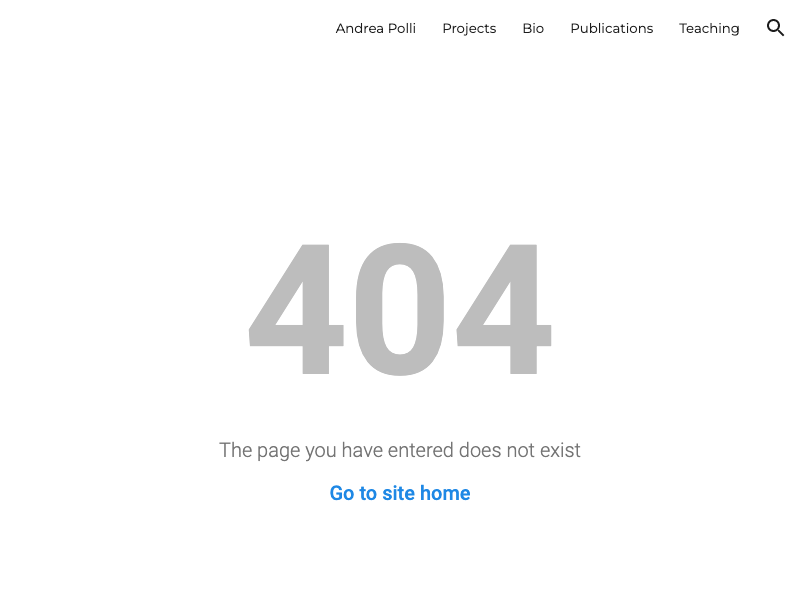 Andrea Polli Projects Bio Publications Teaching
404
The page you have entered does not exist
Go to site home